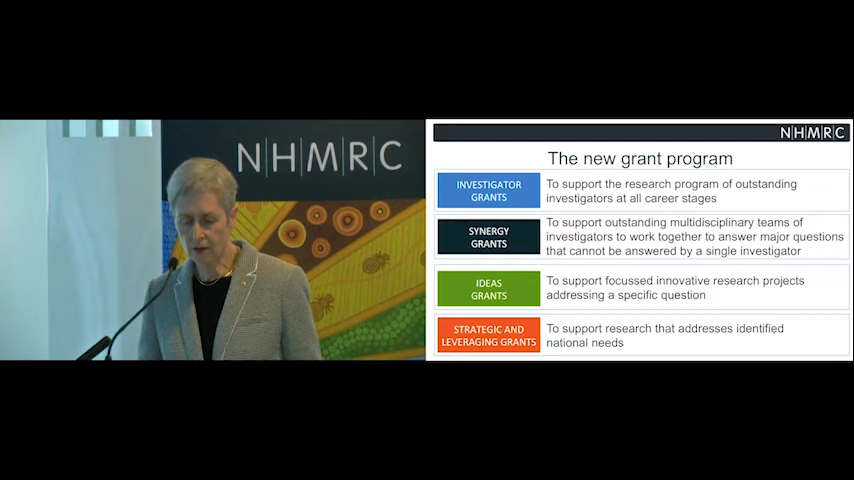 N|H|M|R|C
N|H|M|R|C
The new grant program
INVESTIGATOR
GRANTS
To support the research program of outstanding
investigators at all career stages
SYNERGY
GRANTS
To support outstanding multidisciplinary teams of
investigators to work together to answer major questions
that cannot be answered by a single investigator
IDEAS
GRANTS
To support focussed innovative research projects
addressing a specific question
STRATEGIC AND
LEVERAGING GRANTS
To support research that addresses identified
national needs